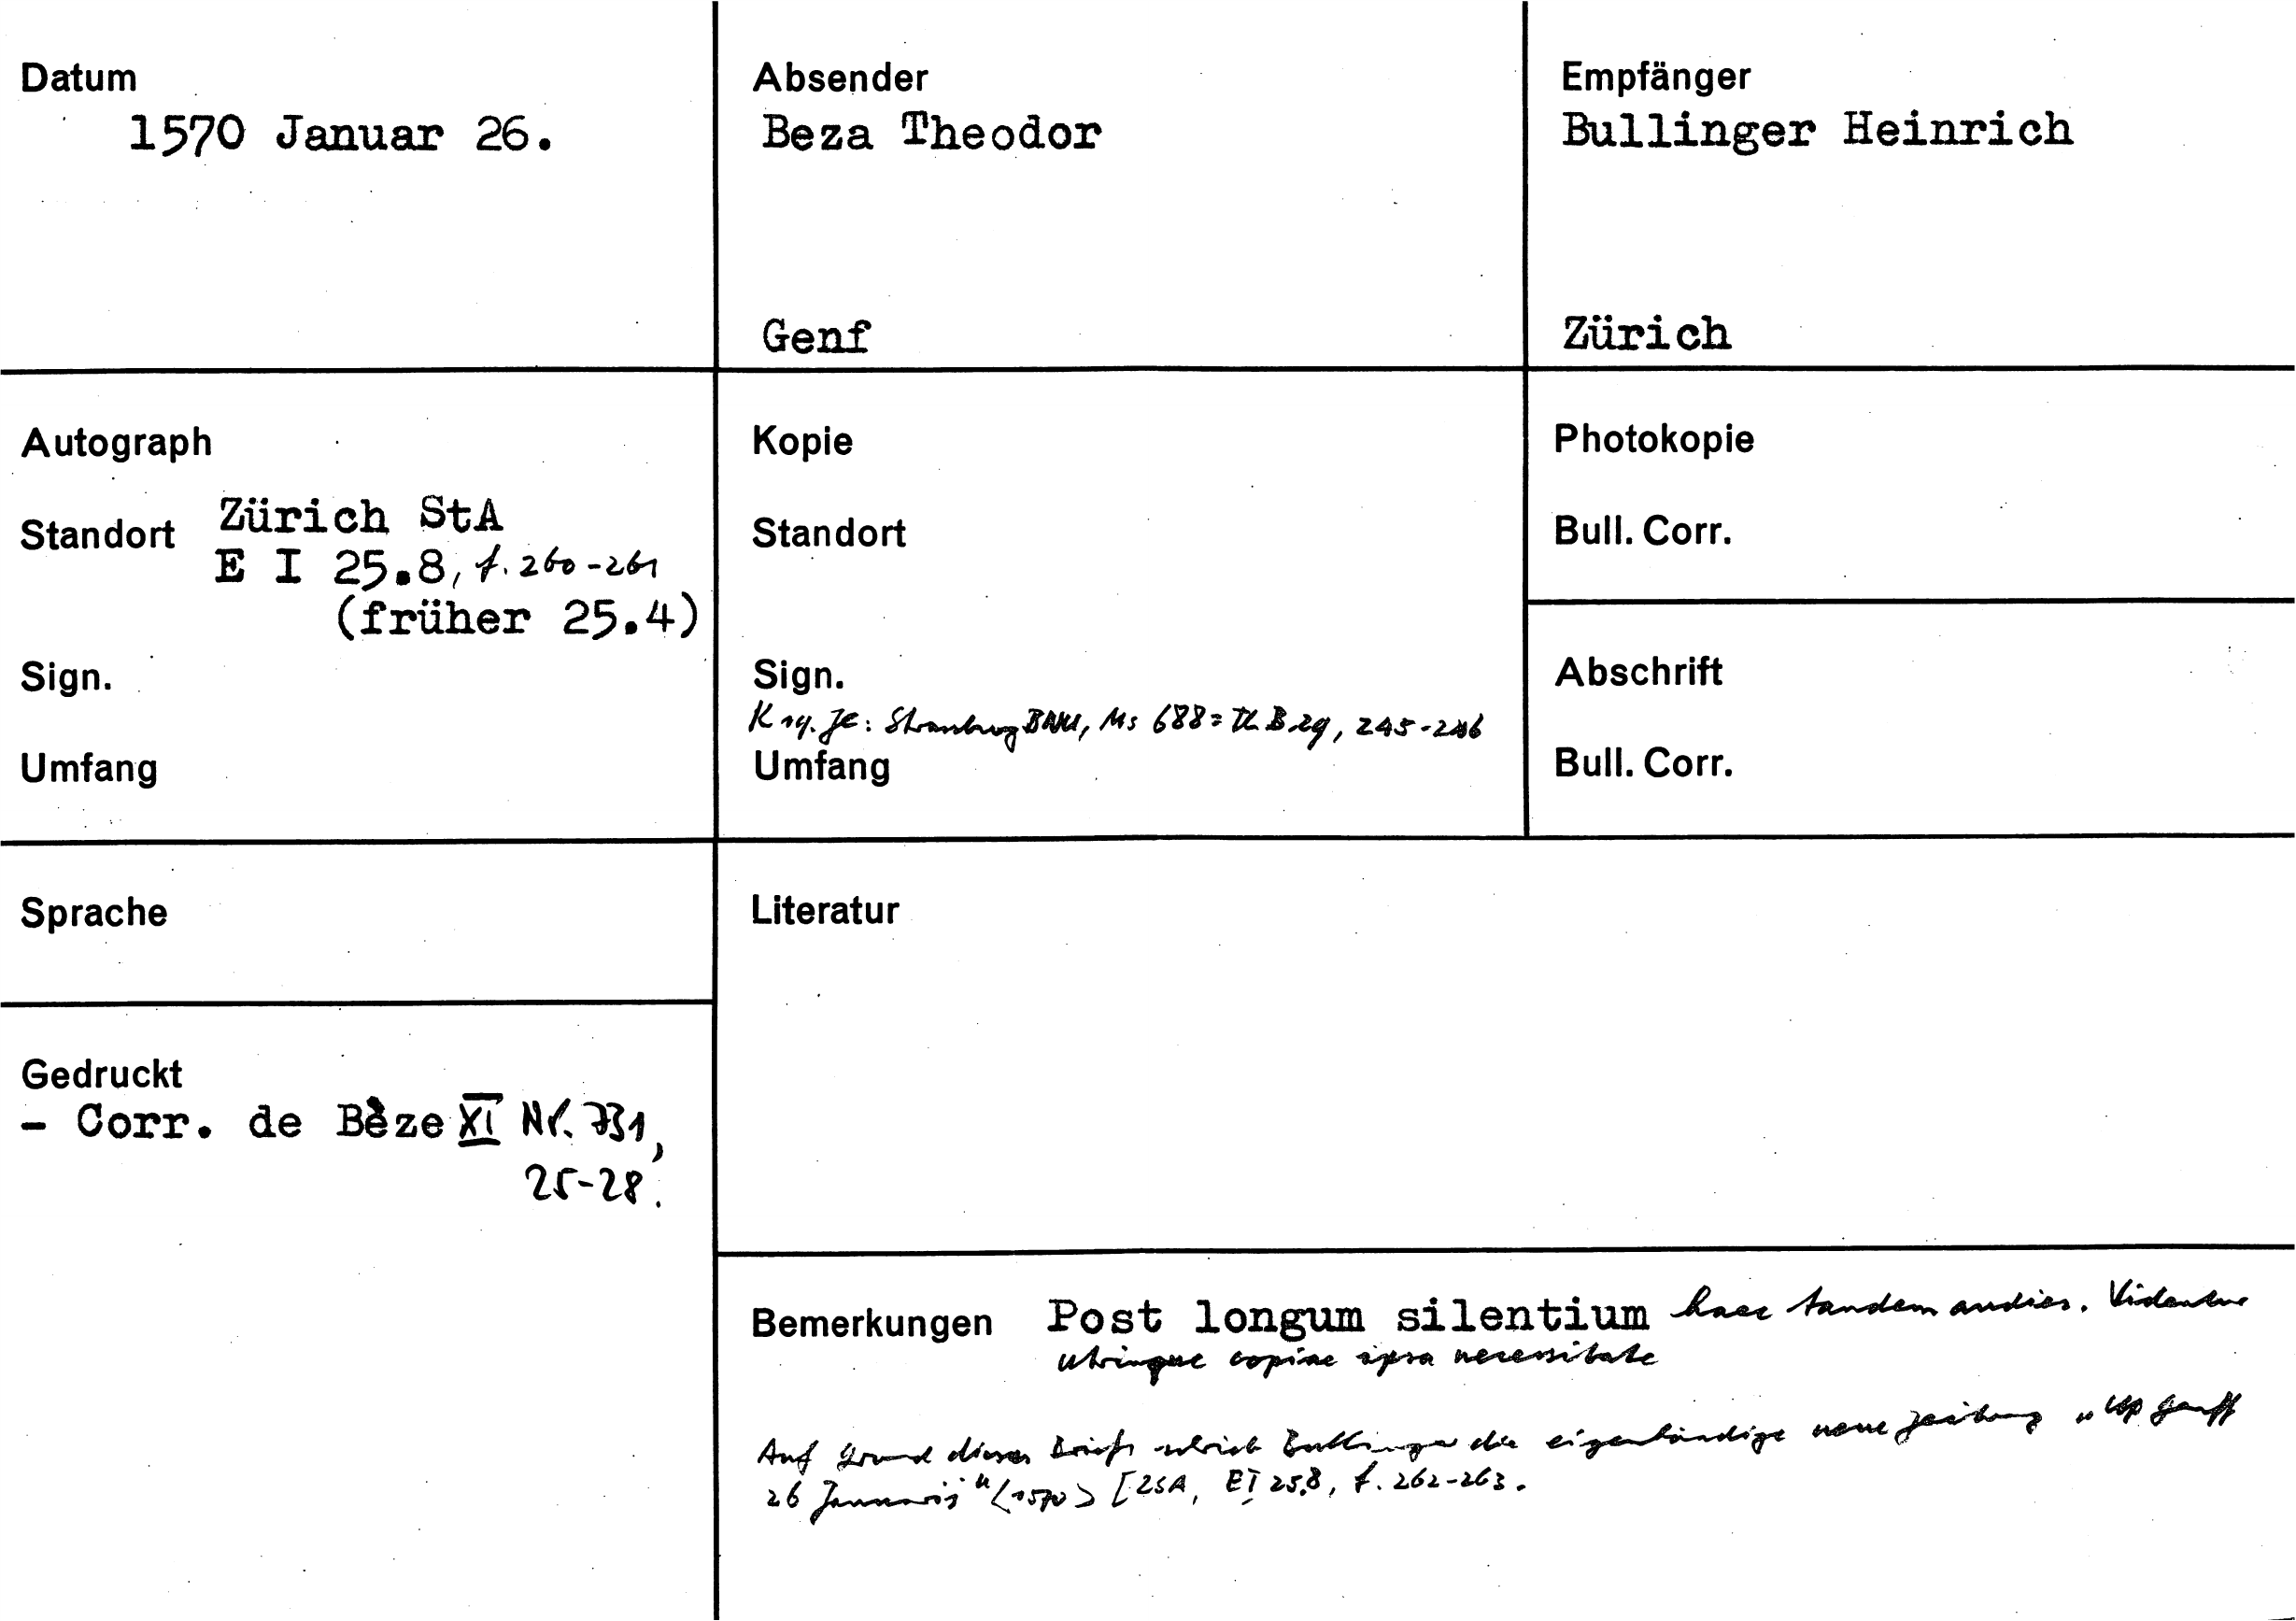 Datum
1570 Januar 26.
Absender
Beza Theodor
Genf
Empfänger
Bullinger Heinrich
Zürich
Autograph
Standort Zürich StA
E I 25.8, f. 260-261
(früher 25.4)
Sign.
Umfang
Kopie
Standort
Sign.
K 19. Jh: Strassburg BNU, Ms 688 = Th B 29, 245-246
Umfang
Photokopie
Bull. Corr.
Abschrift
Bull. Corr.
Sprache
Gedruckt
- Corr. de Bèze XI Nr. 731,
25-28.
Literatur
Bemerkungen Post longum silentium haec tandem audies. Videntur
utrinque copiae ipsa necessitate
Auf Grund dieses Briefs schrieb Bullinger die eigenhändige neue Zeitung „Usp Genff
26 Januarij" <1570> [ZSA, E I 25.8, f. 262-263.